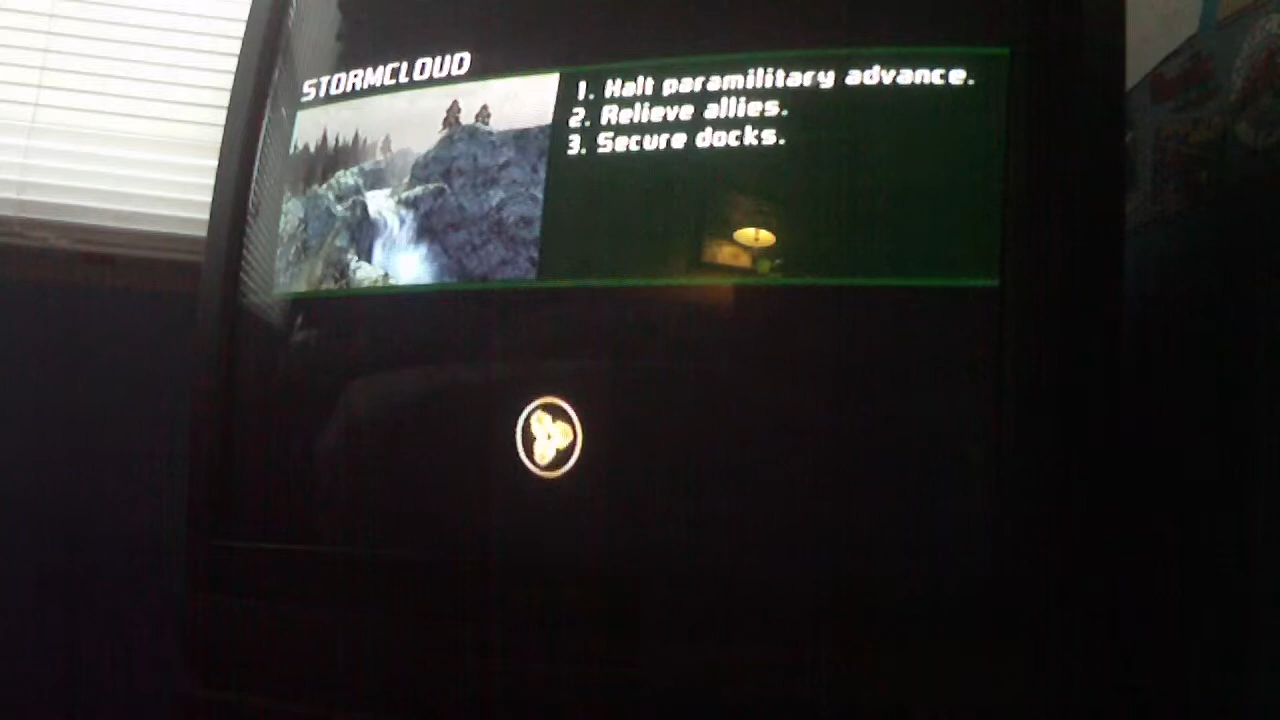 STORMCLOUD
1. Halt paramilitary advance.
2. Relieve allies.
3. Secure docks.